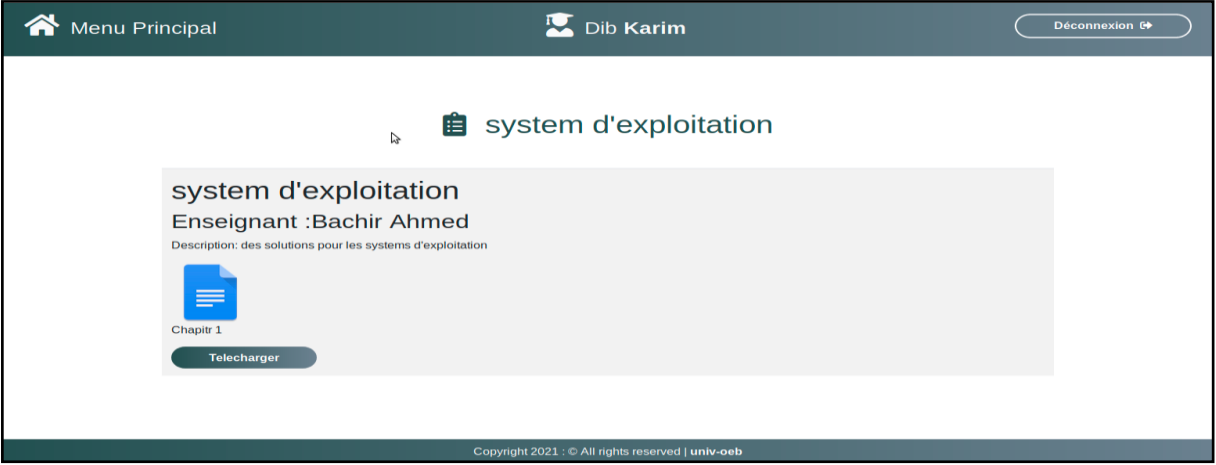 Menu Principal
Dib Karim
Déconnexion
system d'exploitation
system d'exploitation
Enseignant :Bachir Ahmed
Description: des solutions pour les systems d'exploitation
Chapitr 1
Telecharger
Copyright 2021 : © All rights reserved | univ-oeb